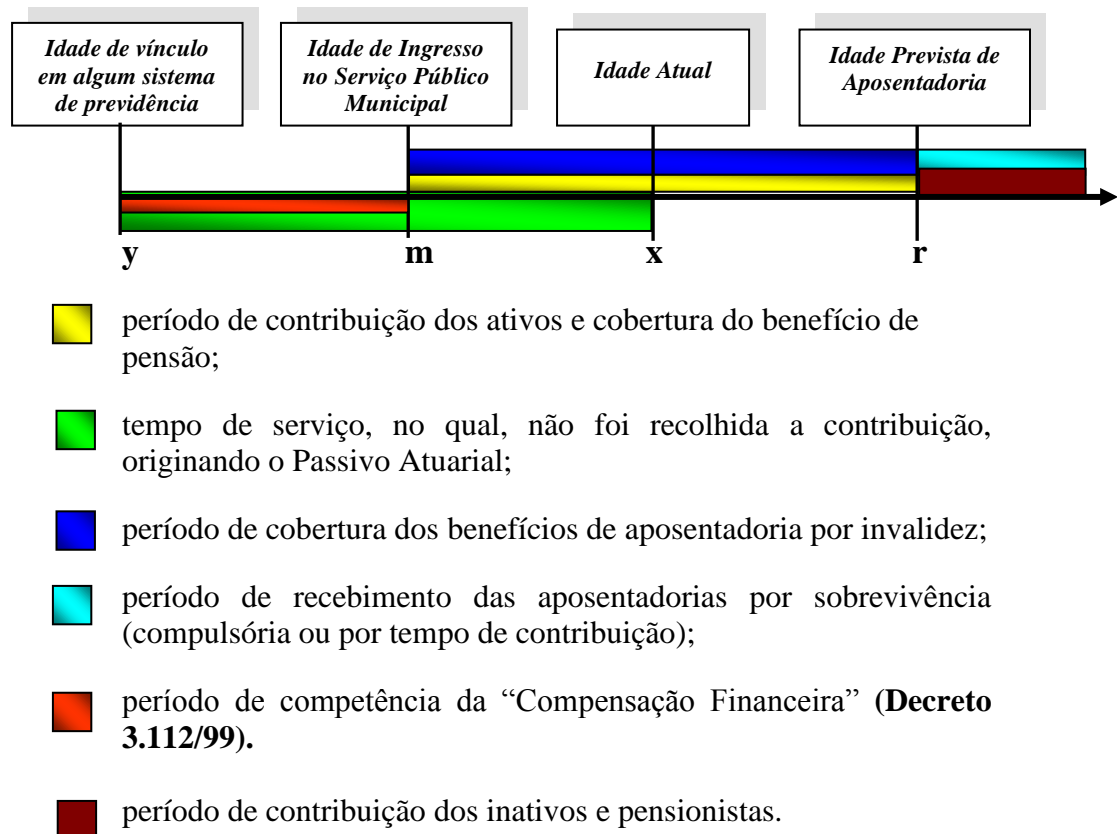 Idade de vínculo
em algum sistema
de previdência
Idade de Ingresso
no Serviço Público
Municipal
Idade Atual
Idade Prevista de
Aposentadoria
y
m
x
r
período de contribuição dos ativos e cobertura do benefício de
pensão;
tempo de serviço, no qual, não foi recolhida a contribuição,
originando o Passivo Atuarial;
período de cobertura dos benefícios de aposentadoria por invalidez;
período de recebimento das aposentadorias por sobrevivência
(compulsória ou por tempo de contribuição);
período de competência da “Compensação Financeira” (Decreto
3.112/99).
período de contribuição dos inativos e pensionistas.